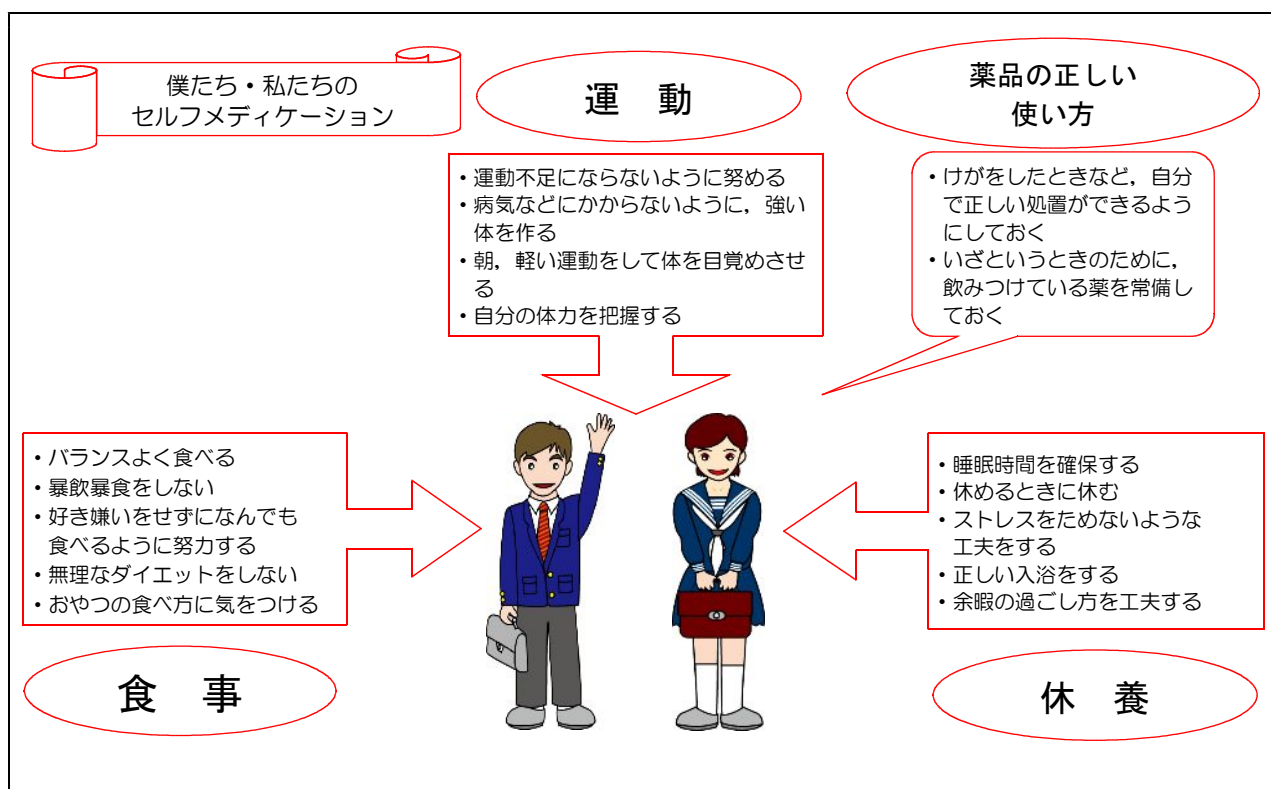 僕たち・私たちの
セルフメディケーション
運　動
・運動不足にならないように努める
・病気などにかからないように，強い
体を作る
・朝，軽い運動をして体を目覚めさせ
る
・自分の体力を把握する
薬品の正しい
使い方
・けがをしたときなど，自分
で正しい処置ができるよう
にしておく
・いざというときのために，
飲みつけている薬を常備し
ておく
・バランスよく食べる
・暴飲暴食をしない
・好き嫌いをせずになんでも
食べるように努力する
・無理なダイエットをしない
・おやつの食べ方に気をつける
食　事
・睡眠時間を確保する
・休めるときに休む
・ストレスをためないような
工夫をする
・正しい入浴をする
・余暇の過ごし方を工夫する
休　養